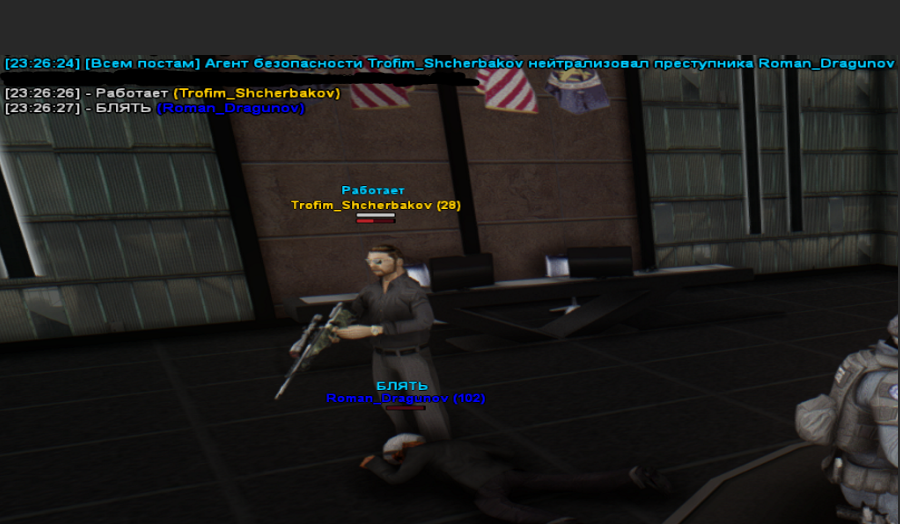 [23:26:24] [Всем постам] Агент безопасности Trofim_Shcherbakov нейтрализовал преступника Roman_Dragunov
[23:26:26] - Работает (Trofim_Shcherbakov)
[23:26:27] - БЛЯТЬ (Roman_Dragunov)
Работает
Trofim_Shcherbakov (28)
БЛЯТЬ
Roman_Dragunov (102)